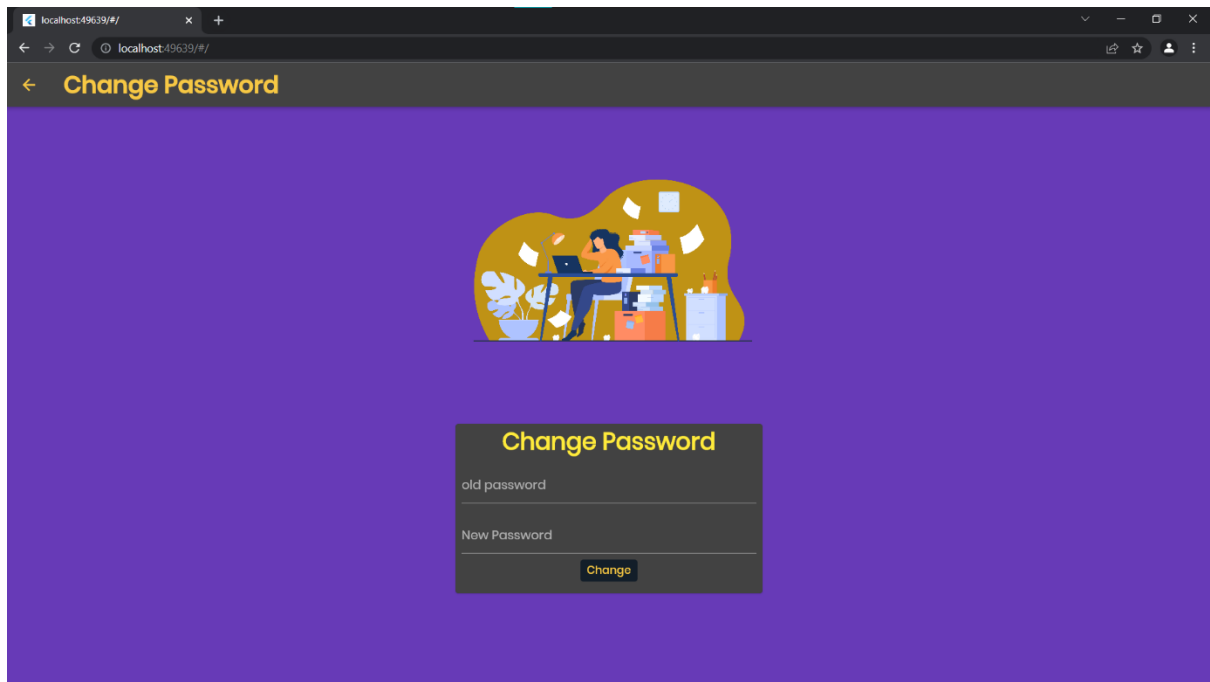 localhost:49639/#/
localhost:49639/#/
Change Password
Change Password
old password
New Password
Change